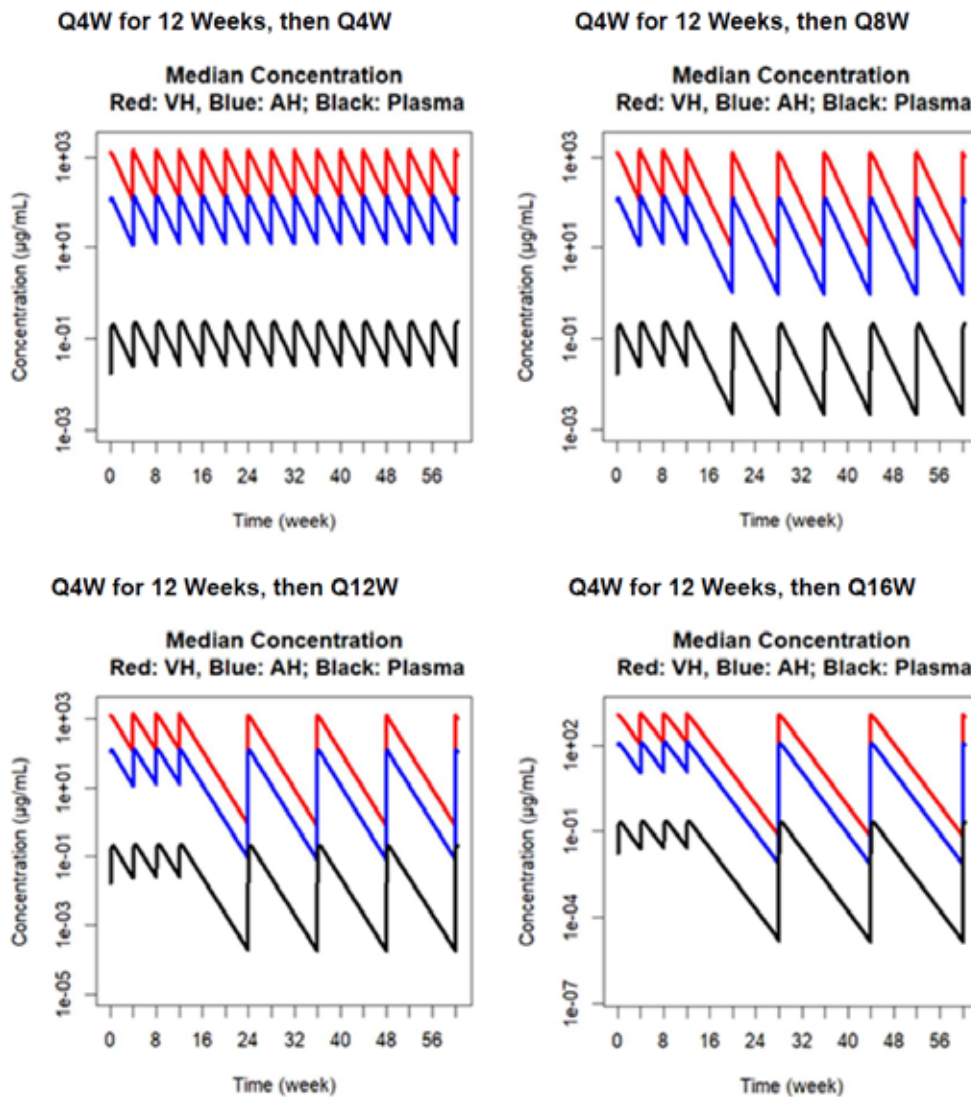 Q4W for 12 Weeks, then Q4W
Median Concentration
Red: VH, Blue: AH; Black: Plasma
Concentration (µg/mL)
1e+03
1e+01
1e-01
1e-03
0 8 16 24 32 40 48 56
Time (week)
Q4W for 12 Weeks, then Q8W
Median Concentration
Red: VH, Blue: AH; Black: Plasma
Concentration (µg/mL)
1e+03
1e+01
1e-01
1e-03
0 8 16 24 32 40 48 56
Time (week)
Q4W for 12 Weeks, then Q12W
Median Concentration
Red: VH, Blue: AH; Black: Plasma
Concentration (µg/mL)
1e+03
1e+01
1e-01
1e-03
1e-05
0 8 16 24 32 40 48 56
Time (week)
Q4W for 12 Weeks, then Q16W
Median Concentration
Red: VH, Blue: AH; Black: Plasma
Concentration (µg/mL)
1e+02
1e-01
1e-04
1e-07
0 8 16 24 32 40 48 56
Time (week)